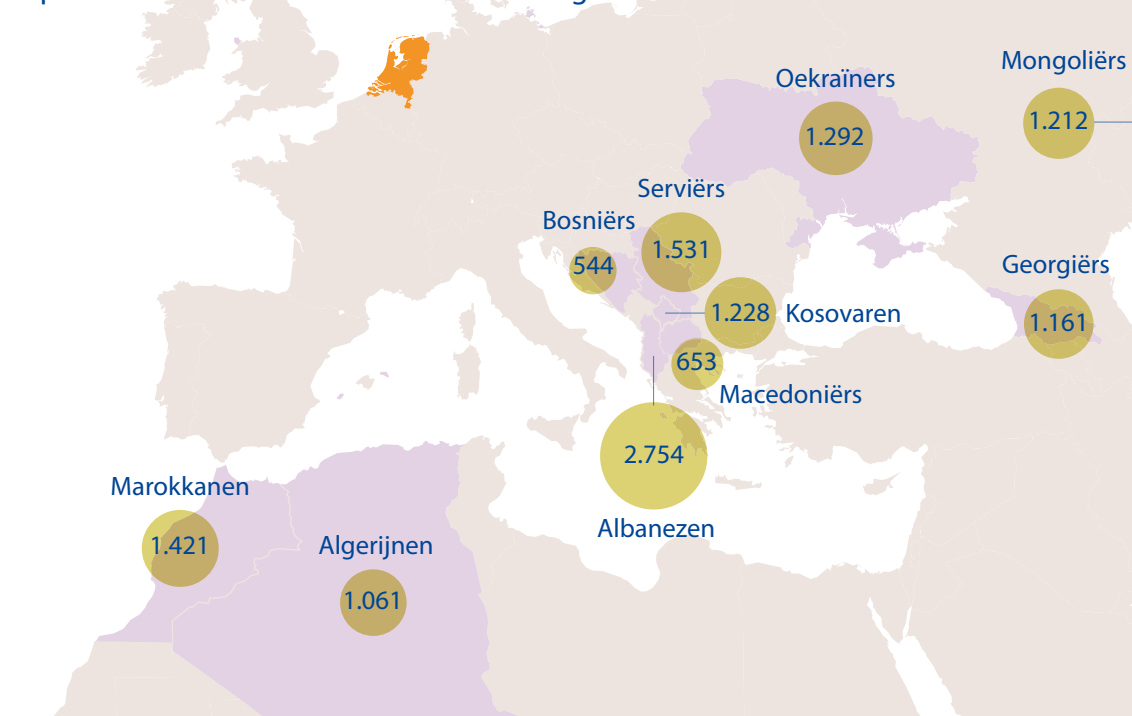 Mongoliërs
1.212
Oekraïners
1.292
Serviërs
1.531
Bosniërs
544
Georgiërs
1.161
1.228
Kosovaren
653
Macedoniërs
2.754
Albanezen
Marokkanen
1.421
Algerijnen
1.061